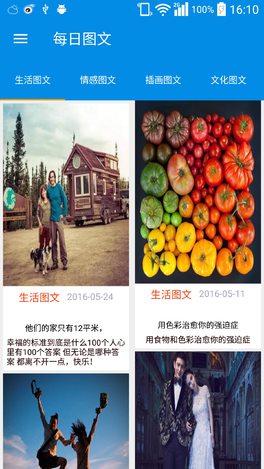 100% 16:10
每日图文
生活图文 情感图文 插画图文 文化图文
生活图文 2016-05-24
他们的家只有12平米，
幸福的标准到底是什么100个人心
里有100个答案 但无论是哪种答
案 都离不开一点，快乐！
生活图文 2016-05-11
用色彩治愈你的强迫症
用食物和色彩治愈你的强迫症